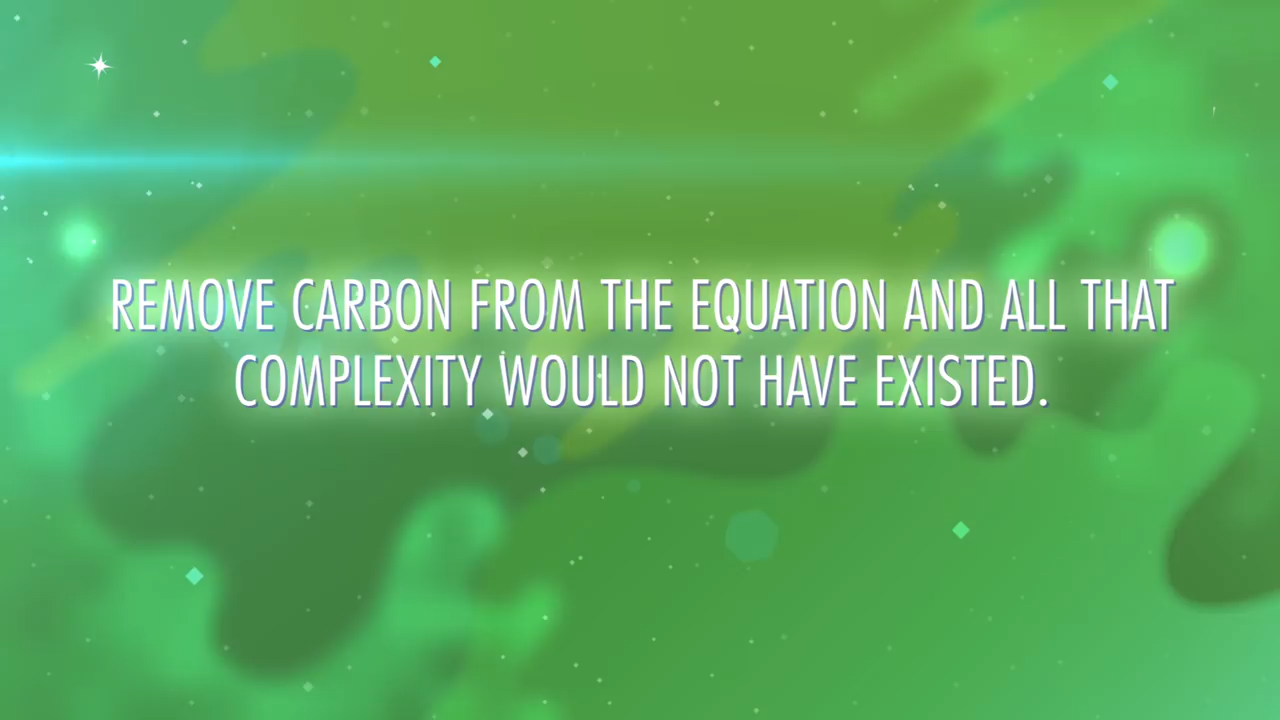 REMOVE CARBON FROM THE EQUATION AND ALL THAT
COMPLEXITY WOULD NOT HAVE EXISTED.